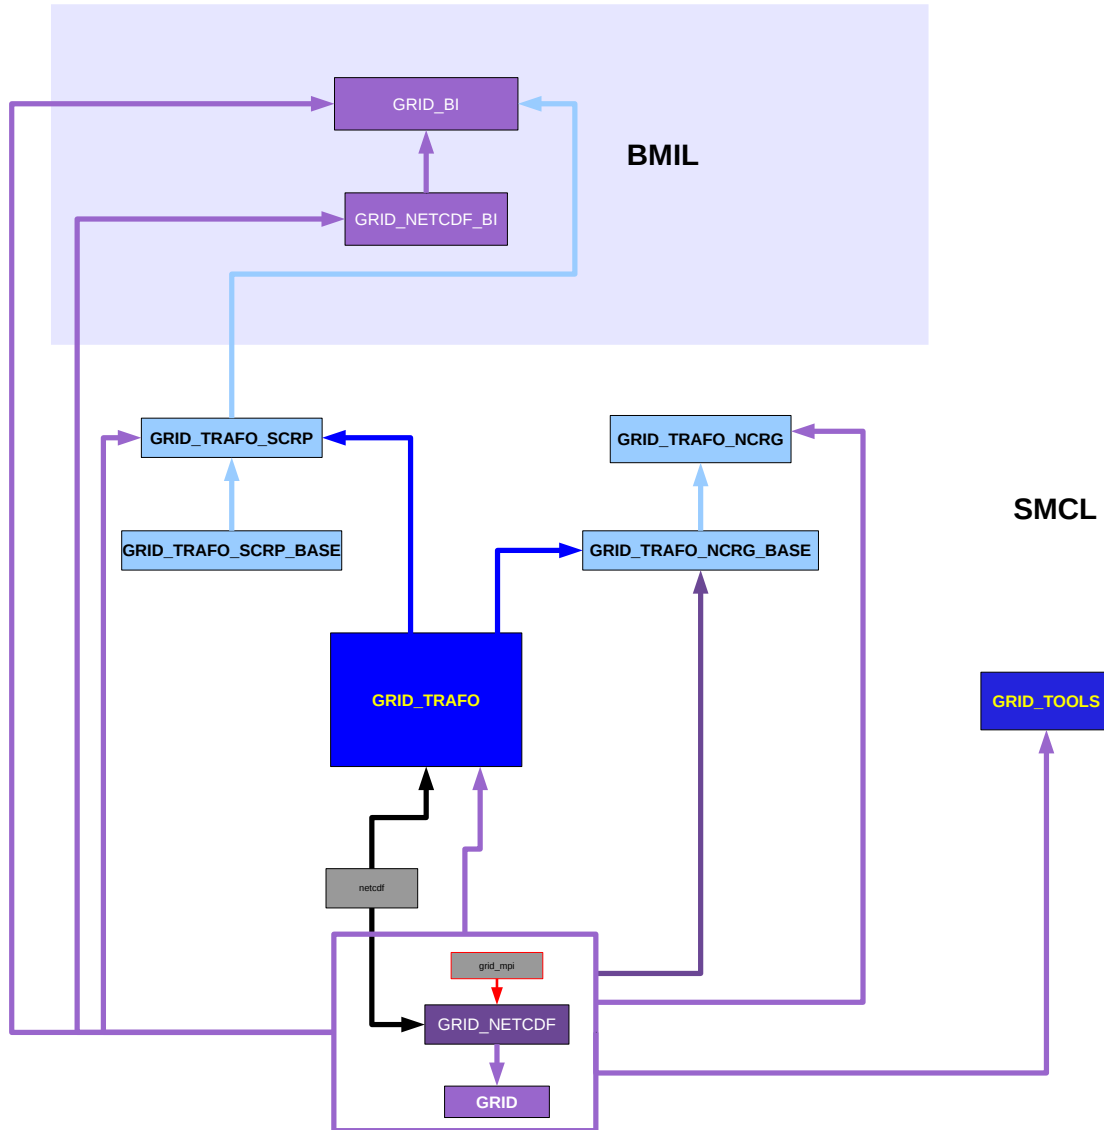 GRID_BI
BMIL
GRID_NETCDF_BI
GRID_TRAFO_SCRP
GRID_TRAFO_NCRG
SMCL
GRID_TRAFO_SCRP_BASE
GRID_TRAFO_NCRG_BASE
GRID_TRAFO
GRID_TOOLS
netcdf
grid_mpi
GRID_NETCDF
GRID